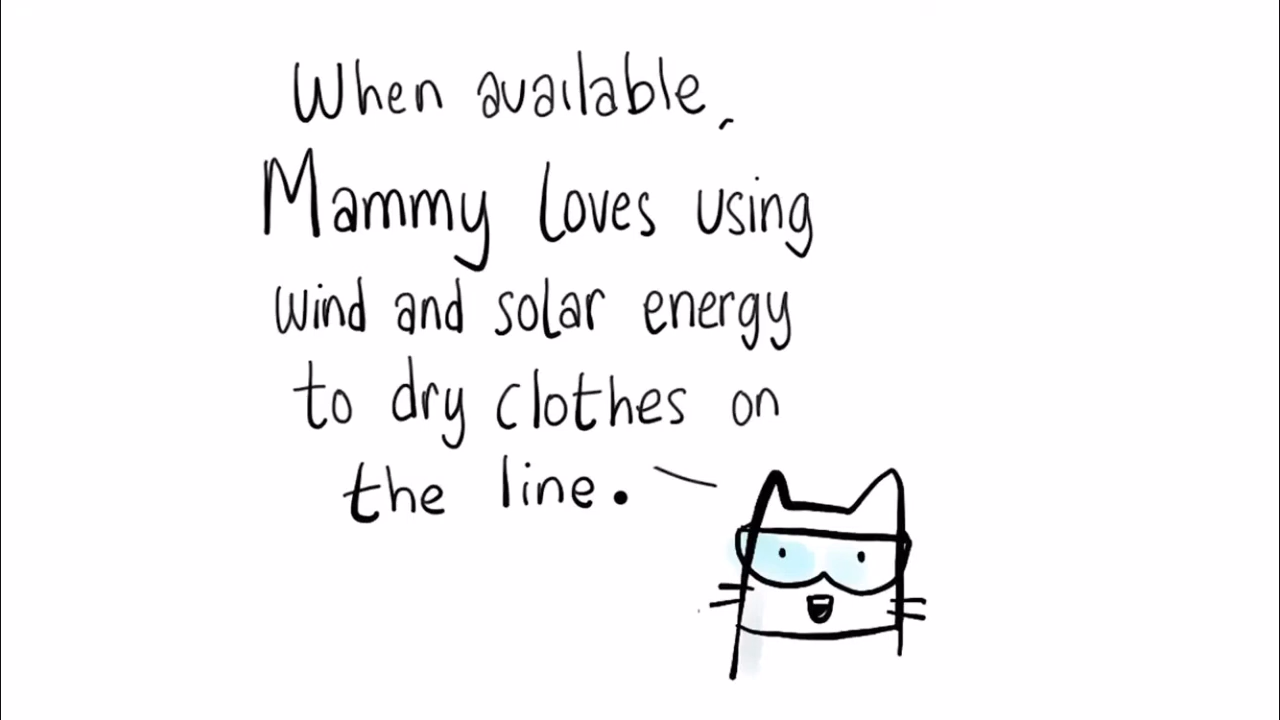 When available,
Mammy loves using
wind and solar energy
to dry clothes on
the line.